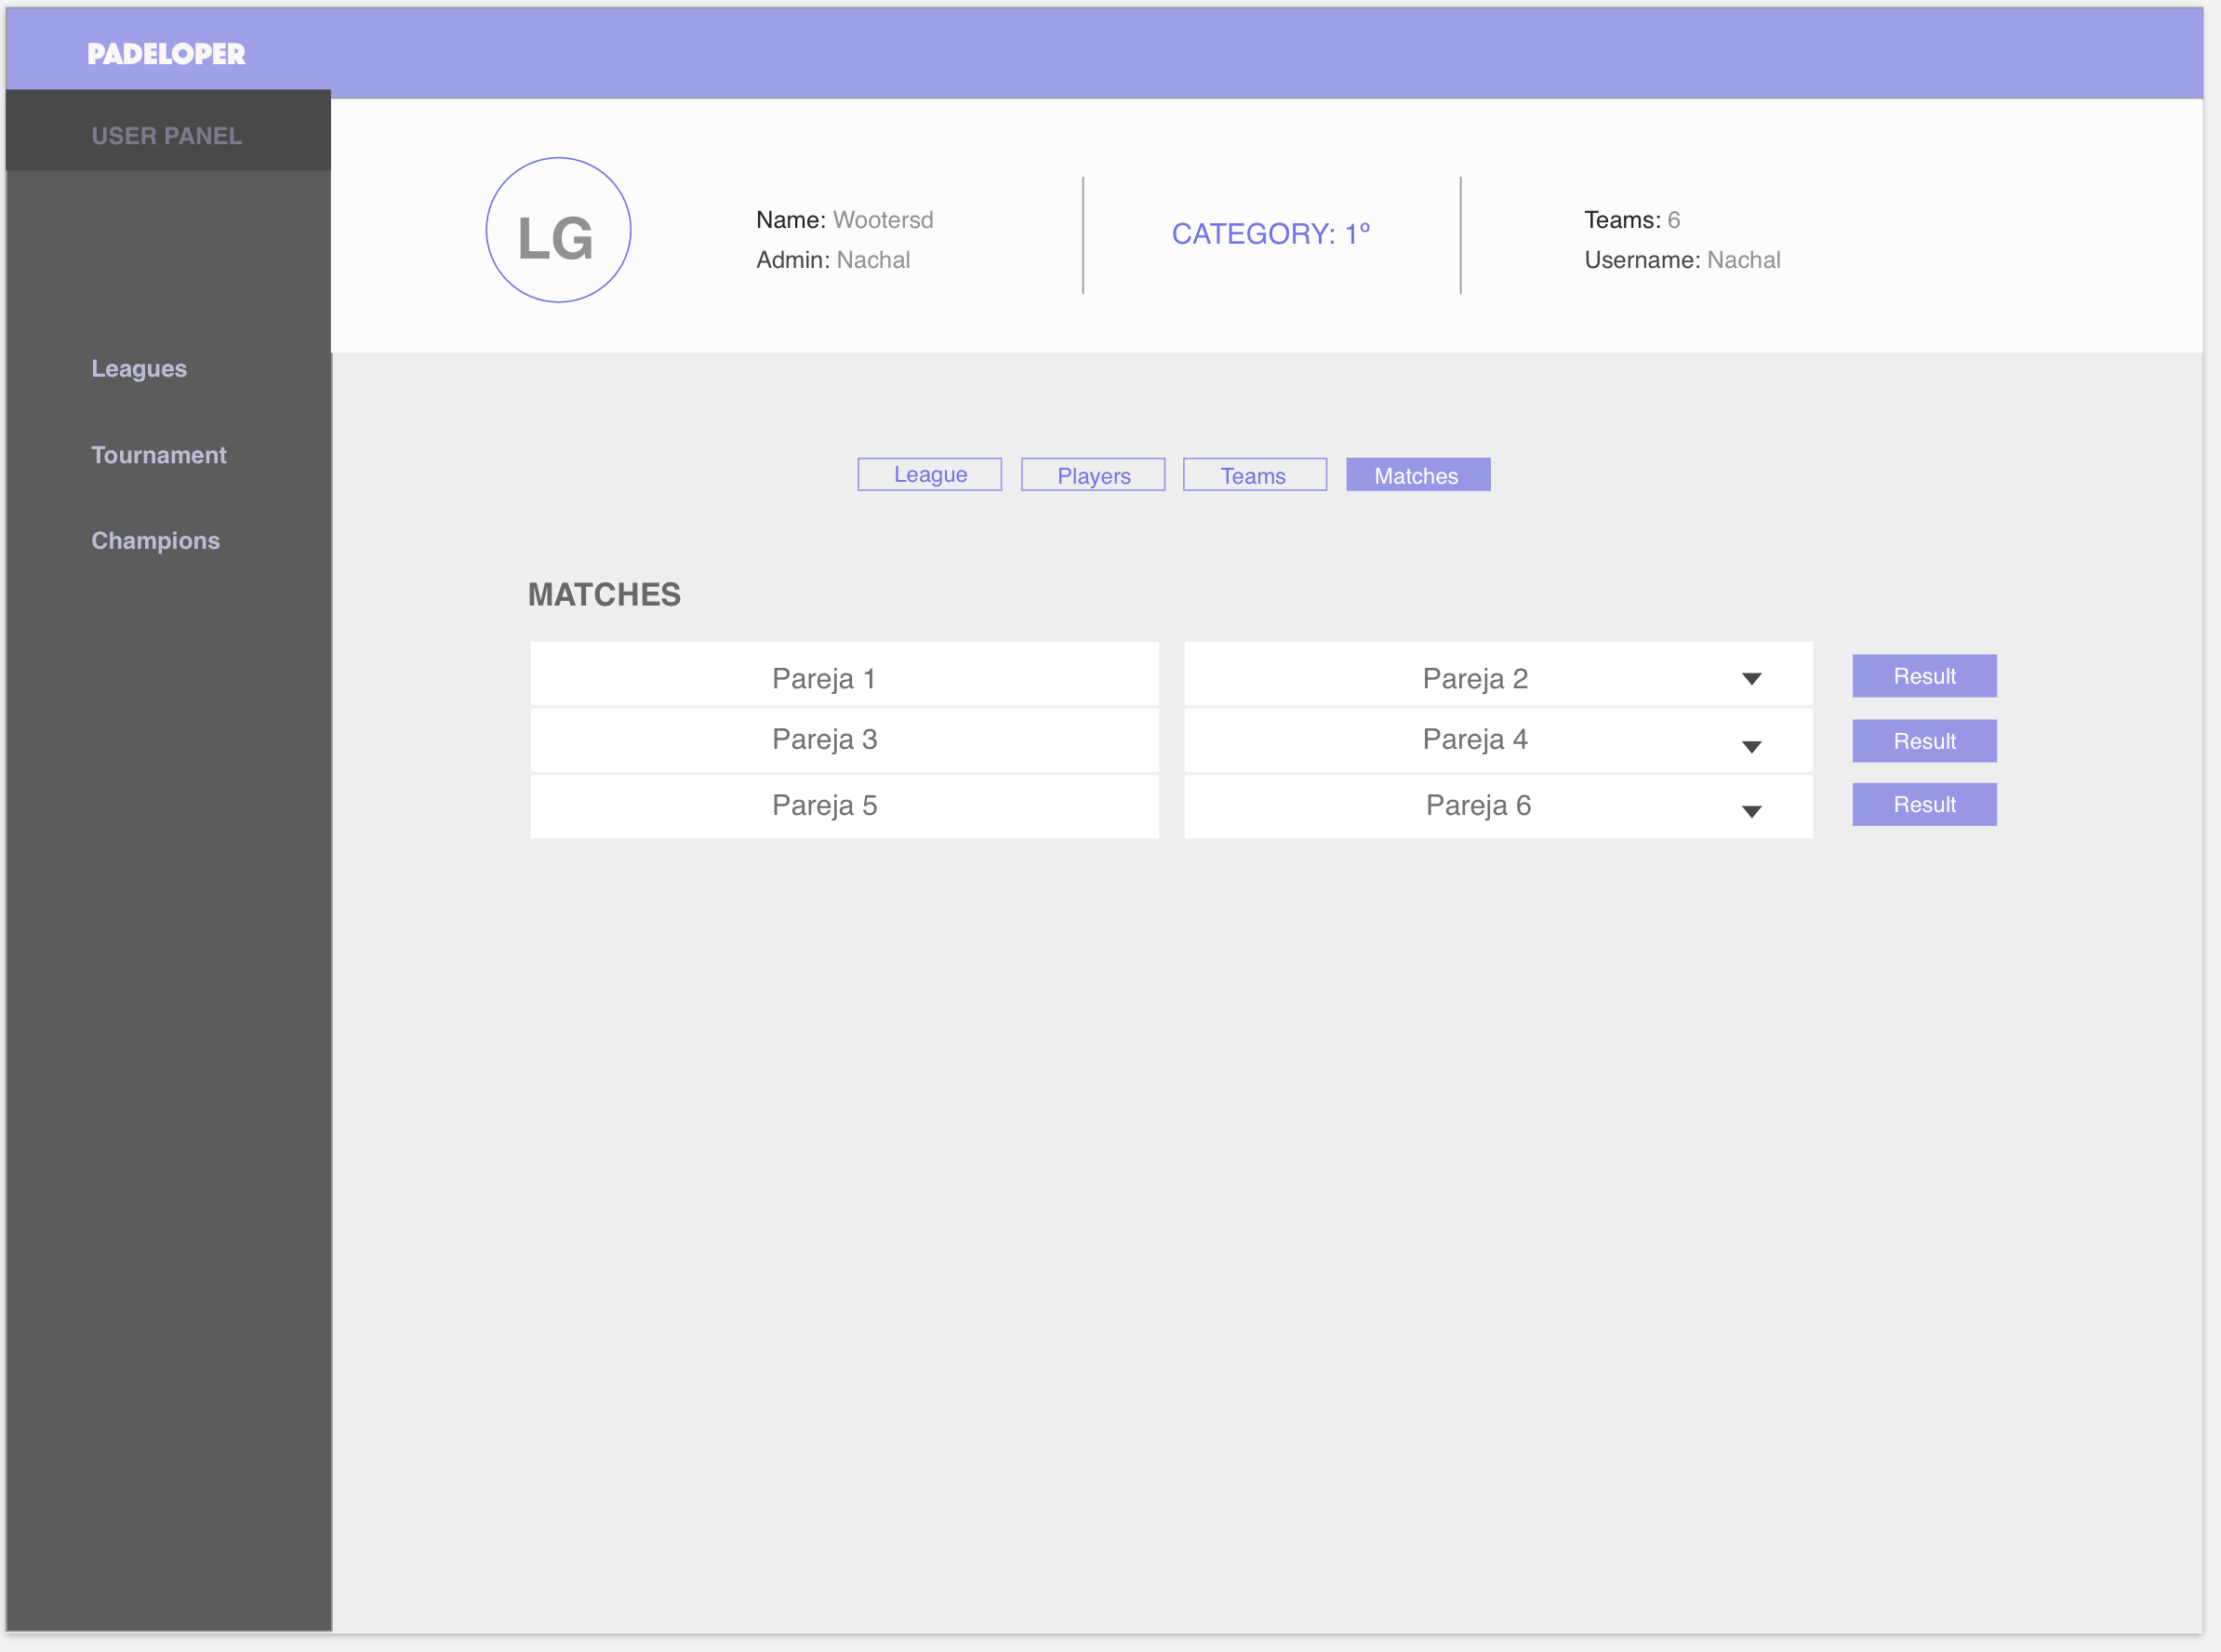 PADELOPER
USER PANEL
LG
Name: Wootersd
Admin: Nachal
CATEGORY: 1º
Teams: 6
Username: Nachal
Leagues
Tournament
Champions
League Players Teams Matches
MATCHES
Pareja 1 Pareja 2 Result
Pareja 3 Pareja 4 Result
Pareja 5 Pareja 6 Result